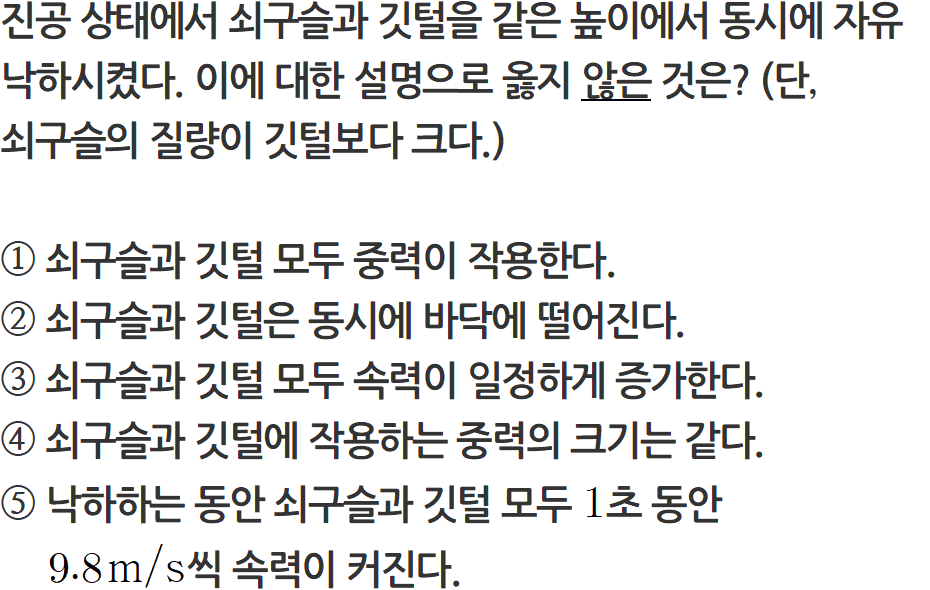 진공 상태에서 쇠구슬과 깃털을 같은 높이에서 동시에 자유
낙하시켰다. 이에 대한 설명으로 옳지 않은 것은? (단,
쇠구슬의 질량이 깃털보다 크다.)
① 쇠구슬과 깃털 모두 중력이 작용한다.
② 쇠구슬과 깃털은 동시에 바닥에 떨어진다.
③ 쇠구슬과 깃털 모두 속력이 일정하게 증가한다.
④ 쇠구슬과 깃털에 작용하는 중력의 크기는 같다.
⑤ 낙하하는 동안 쇠구슬과 깃털 모두 1초 동안
9.8m/s씩 속력이 커진다.